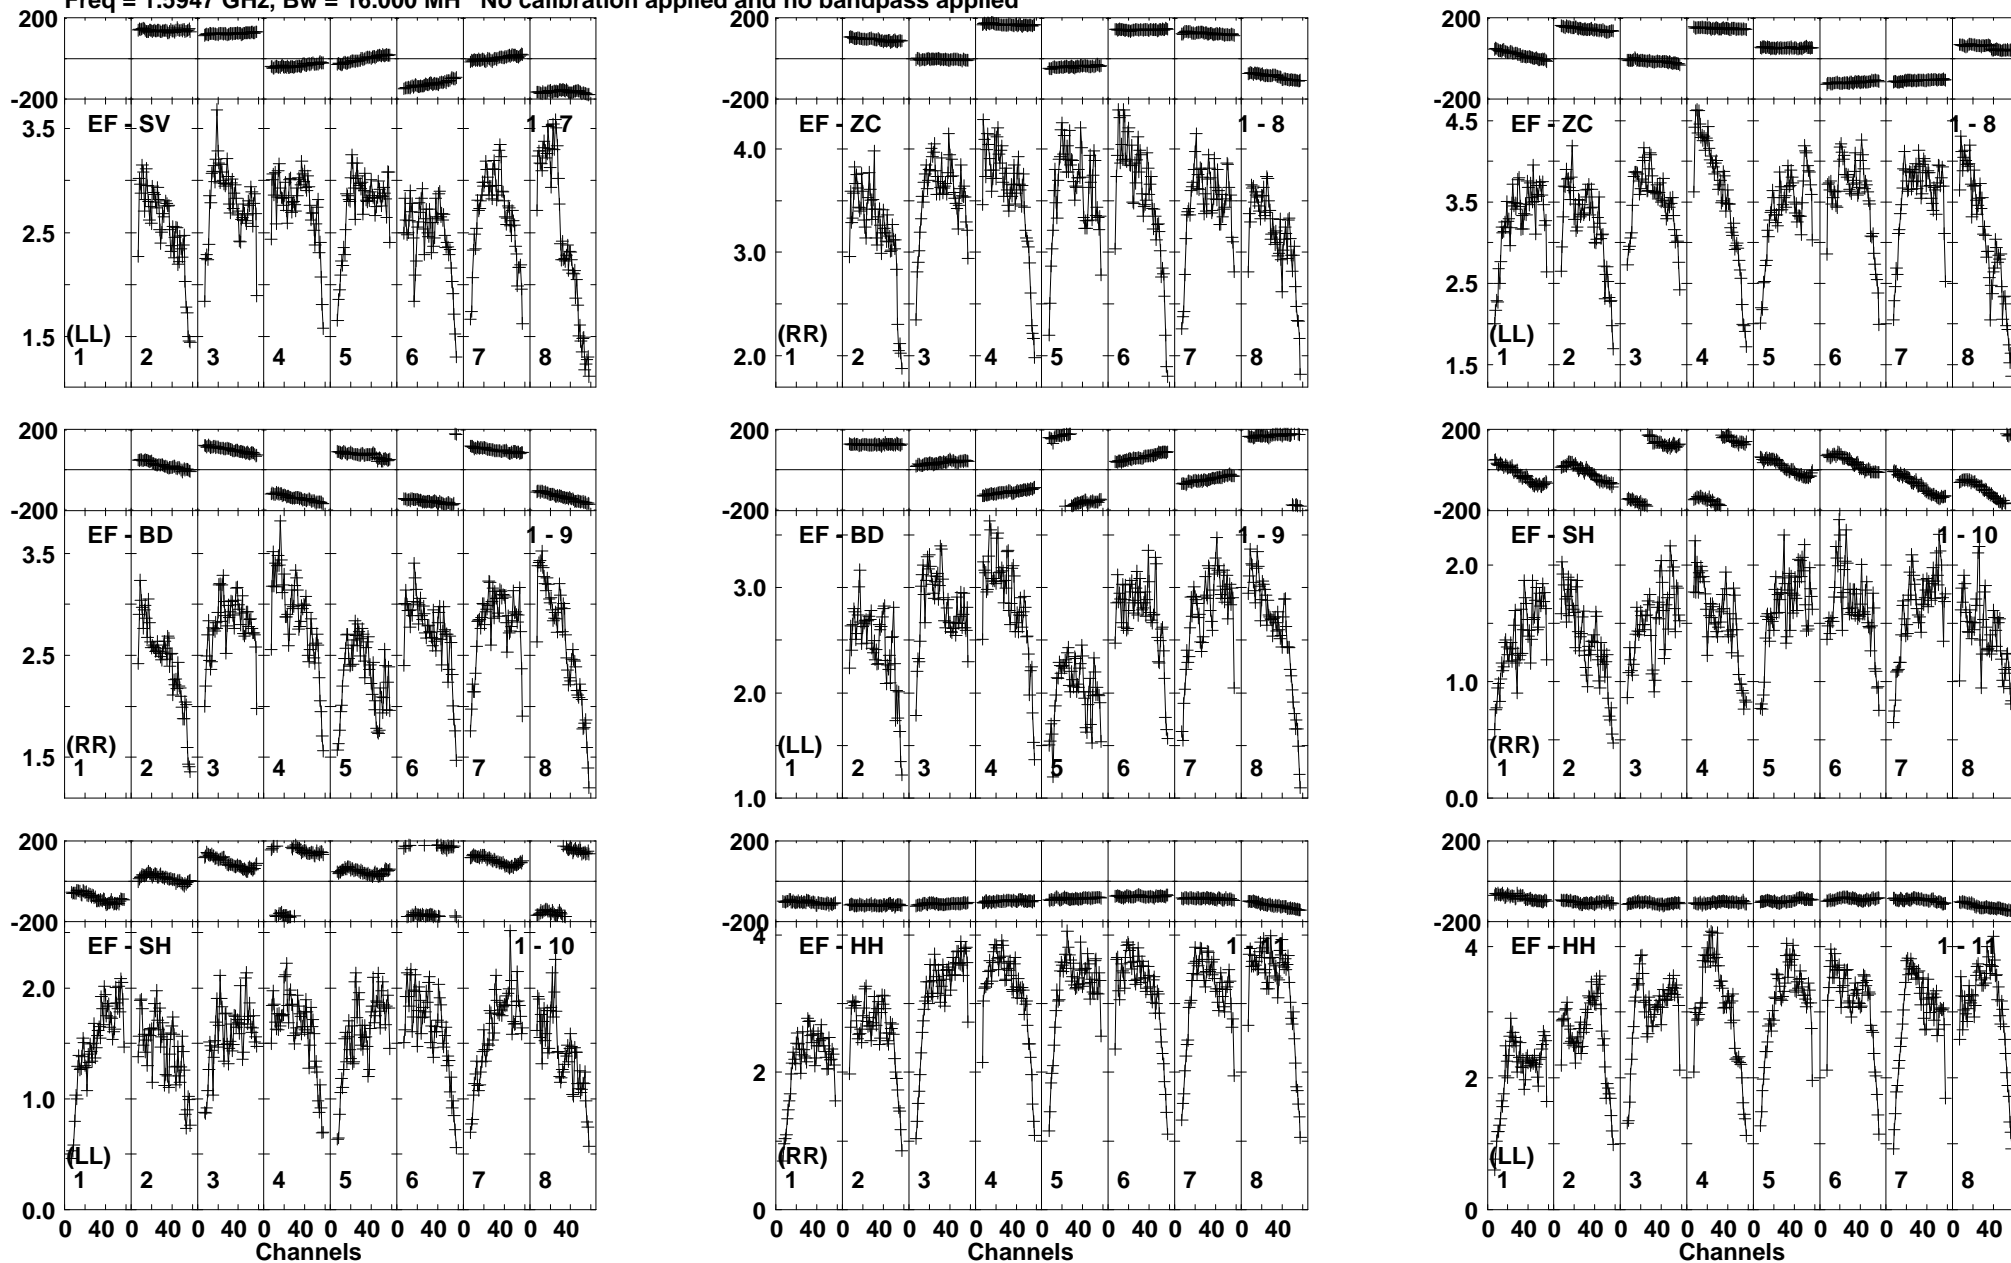 Freq = 1.5947 GHz, Bw = 16.000 MH No calibration applied and no bandpass applied
200 200 200
-200 -200 -200
EF - SV 1 - 7 EF - ZC 1 - 8 EF - ZC 1 - 8
3.5 4.0 4.5
2.5 3.0 3.5
1.5 2.0 2.5
1.5
(LL) (RR) (LL)
1 2 3 4 5 6 7 8 1 2 3 4 5 6 7 8 1 2 3 4 5 6 7 8
200 200 200
-200 -200 -200
EF - BD 1 - 9 EF - BD 1 - 9 EF - SH 1 - 10
3.5 3.0 2.0
2.5 2.0 1.0
1.5 1.0 0.0
(RR) (LL) (RR)
1 2 3 4 5 6 7 8 1 2 3 4 5 6 7 8 1 2 3 4 5 6 7 8
200 200 200
-200 -200 -200
EF - SH 1 - 10 EF - HH 1 - 11 EF - HH 1 - 11
2.0 4 4
1.0 2 2
0.0 0 0
(LL) (RR) (LL)
1 2 3 4 5 6 7 8 1 2 3 4 5 6 7 8 1 2 3 4 5 6 7 8
0 40 0 40 0 40 0 40 0 40 0 40 0 40 0 40 0 40 0 40 0 40 0 40 0 40 0 40 0 40 0 40 0 40 0 40 0 40 0 40 0 40 0 40 0 40 0 40
Channels Channels Channels